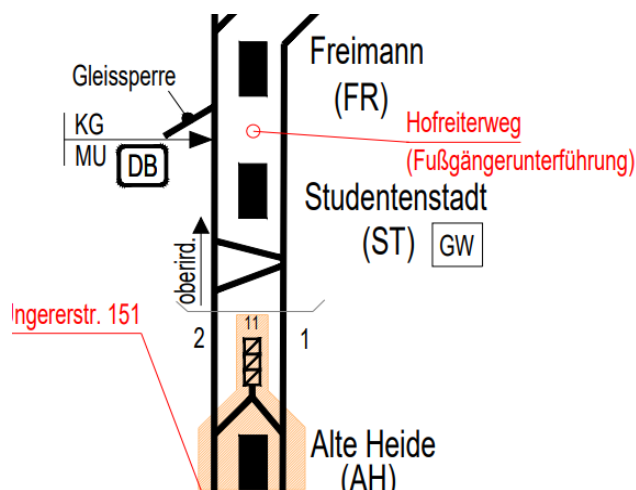 Freimann
(FR)
Gleissperre
KG
MU
DB
Hofreiterweg
(Fußgängerunterführung)
Studentenstadt
(ST)
GW
oberird.
Ungererstr. 151
2
11
1
Alte Heide
(AH)